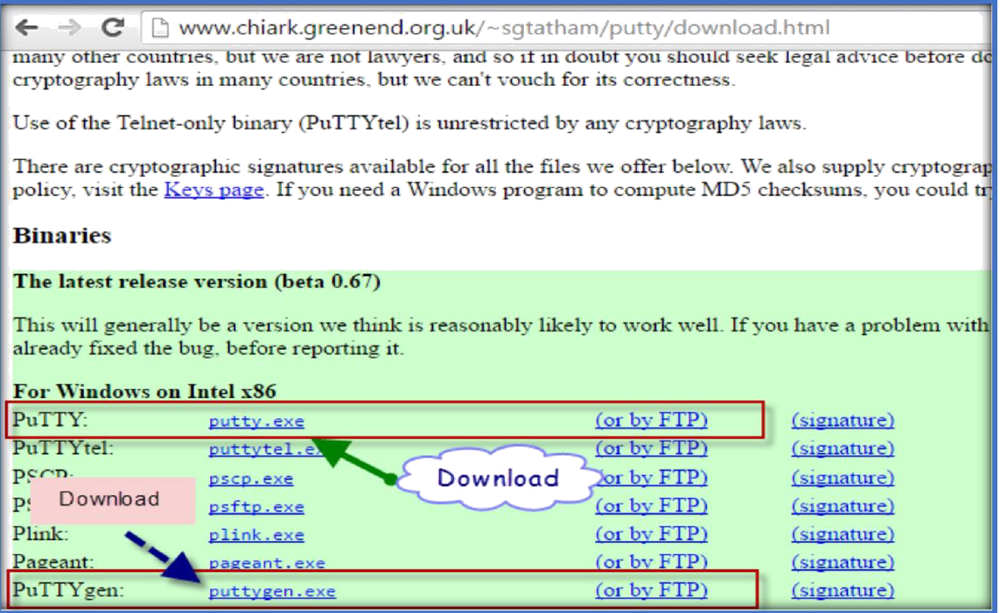 www.chiark.greenend.org.uk/~sgtatham/putty/download.html
many other countries, but we are not lawyers, and so if in doubt you should seek legal advice before do
cryptography laws in many countries, but we can't vouch for its correctness.
Use of the Telnet-only binary (PuTTYtel) is unrestricted by any cryptography laws.
There are cryptographic signatures available for all the files we offer below. We also supply cryptograp
policy, visit the Keys page. If you need a Windows program to compute MD5 checksums, you could try
Binaries
The latest release version (beta 0.67)
This will generally be a version we think is reasonably likely to work well. If you have a problem with
already fixed the bug, before reporting it.
For Windows on Intel x86
PuTTY: putty.exe (or by FTP) (signature)
PuTTYtel: puttytel.ex (or by FTP) (signature)
PSCP: pscp.exe or by FTP) (signature)
Download
Download
PS psftp.exe (or by FTP) (signature)
Plink: plink.exe (or by FTP) (signature)
Pageant: pageant.exe (or by FTP) (signature)
PuTTYgen: puttygen.exe (or by FTP) (signature)